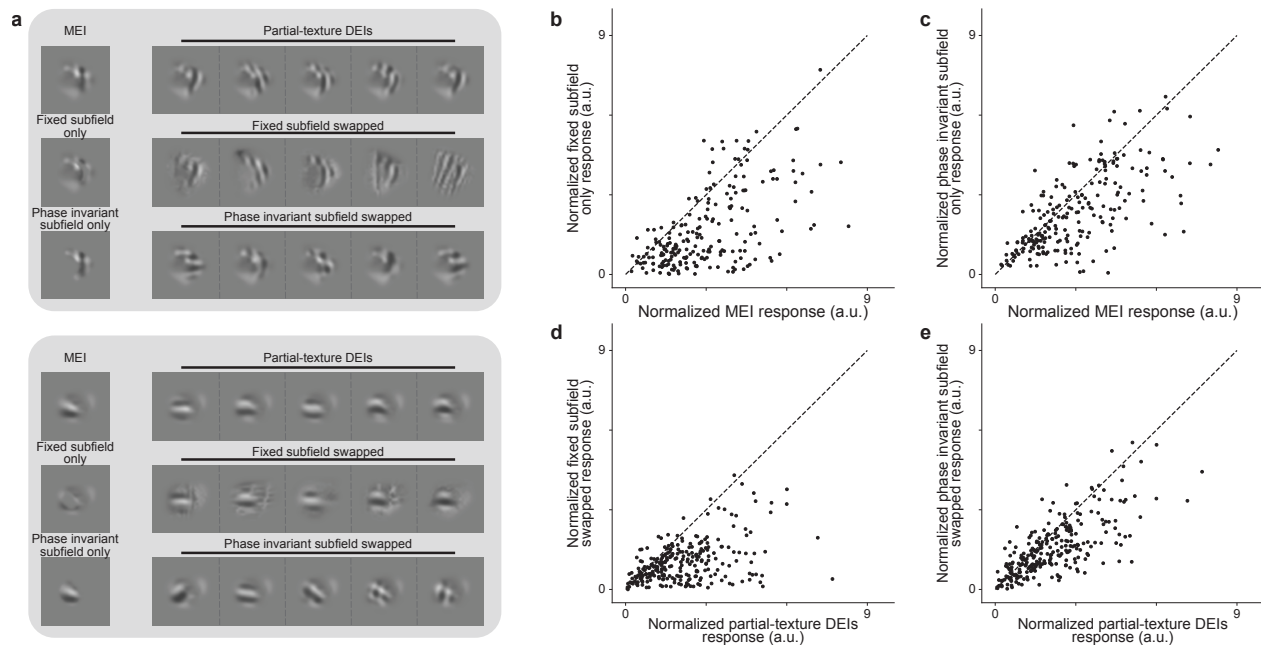 a
MEI
Partial-texture DEIs
Fixed subfield
only
Fixed subfield swapped
Phase invariant
subfield only
Phase invariant subfield swapped
MEI
Partial-texture DEIs
Fixed subfield
only
Fixed subfield swapped
Phase invariant
subfield only
Phase invariant subfield swapped
b
9
Normalized fixed subfield
only response (a.u.)
0
0
9
Normalized MEI response (a.u.)
c
9
Normalized phase invariant subfield
only response (a.u.)
0
0
9
Normalized MEI response (a.u.)
d
9
Normalized fixed subfield
swapped response (a.u.)
0
0
9
Normalized partial-texture DEIs
response (a.u.)
e
9
Normalized phase invariant subfield
swapped response (a.u.)
0
0
9
Normalized partial-texture DEIs
response (a.u.)